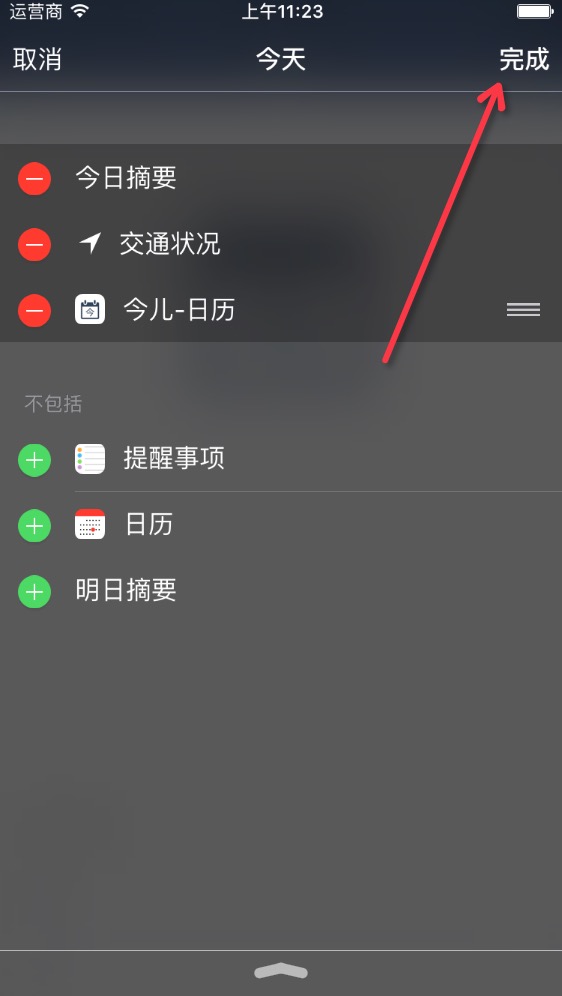 运营商 上午11:23
取消 今天 完成
今日摘要
交通状况
今 今儿-日历
不包括
提醒事项
日历
明日摘要